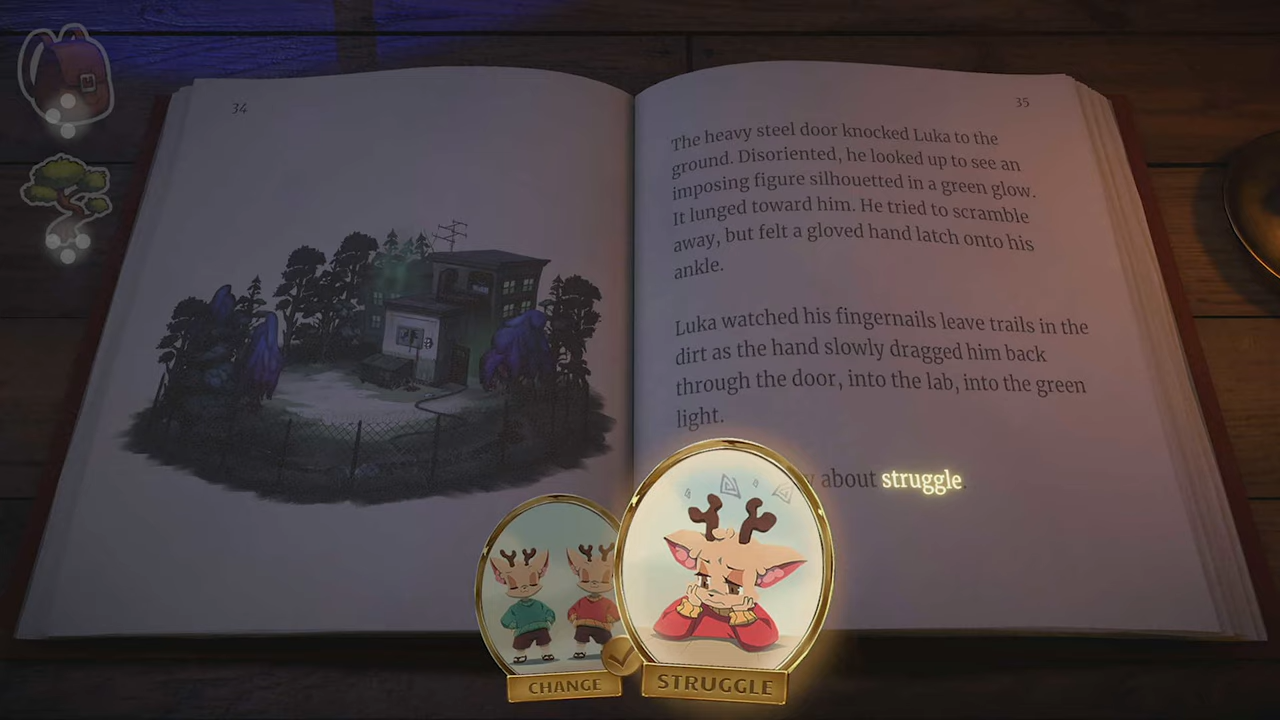 34
35
The heavy steel door knocked Luka to the
ground. Disoriented, he looked up to see an
imposing figure silhouetted in a green glow.
It lunged toward him. He tried to scramble
away, but felt a gloved hand latch onto his
ankle.
Luka watched his fingernails leave trails in the
dirt as the hand slowly dragged him back
through the door, into the lab, into the green
light.
about struggle.
CHANGE
STRUGGLE